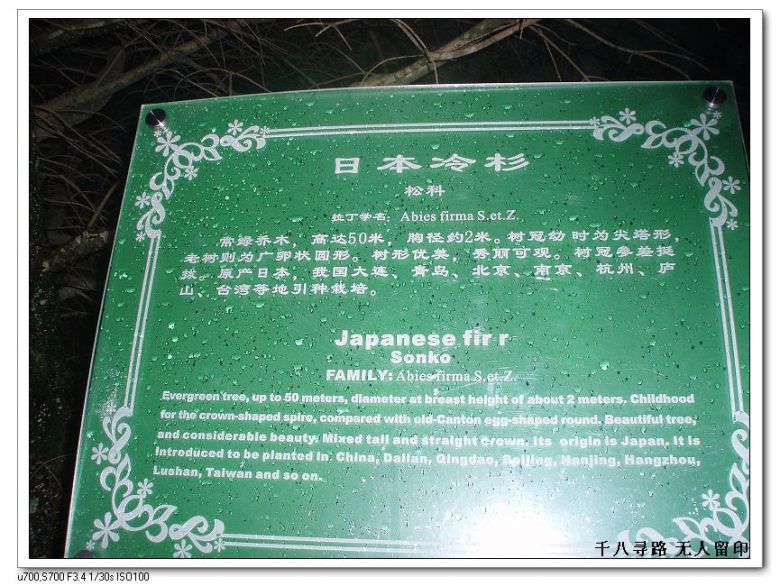 日本冷杉
松科
拉丁学名: Abies firma S.et.Z.
常绿乔木，高达50米，胸径约2米。树冠幼时为尖塔形，
老树则为广卵状圆形。树形优美，秀丽可观。树冠参差挺
拔。原产日本，我国大连、青岛、北京、南京、杭州、庐
山、台湾等地引种栽培。
Japanese fir r
Sonko
FAMILY: Abies firma S.et.Z.
Evergreen tree, up to 50 meters, diameter at breast height of about 2 meters. Childhood
for the crown-shaped spire, compared with old-Canton egg-shaped round. Beautiful tree,
and considerable beauty. Mixed tall and straight crown. Its origin is Japan. It is
introduced to be planted in China, Dalian, Qingdao, Beijing, Nanjing, Hangzhou,
Lushan, Taiwan and so on.
千八寻路 无人留印
u700,S700 F3.4 1/30s ISO100